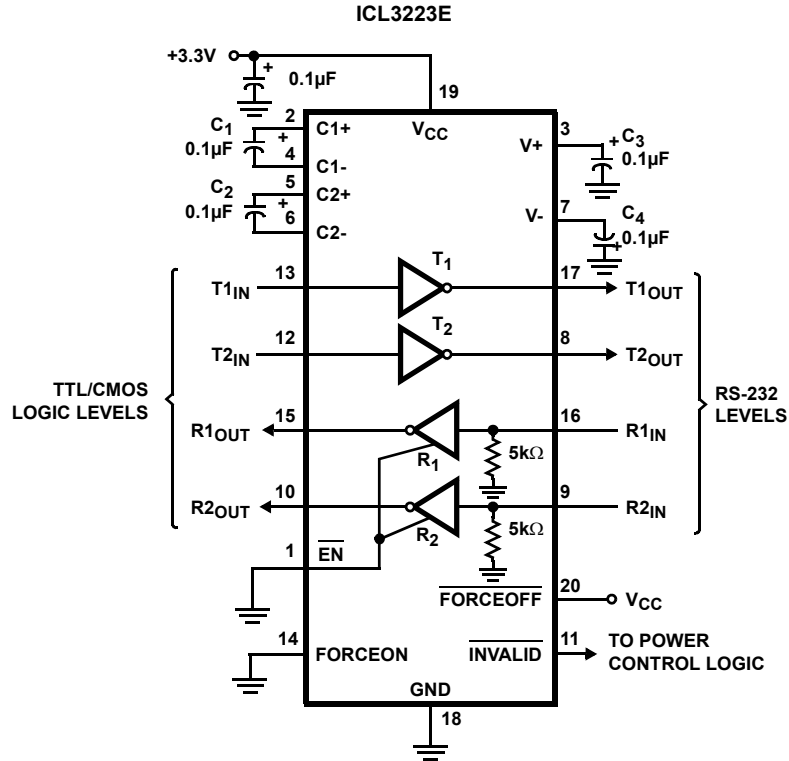 ICL3223E
+3.3V
+
0.1µF
19
2
C1+
VCC
C1
0.1µF
+
4
C1-
5
C2+
C2
0.1µF
+
6
C2-
3
V+
+
C3
0.1µF
7
V-
C4
0.1µF
+
T1IN
13
T1
17
T1OUT
T2IN
12
T2
8
T2OUT
TTL/CMOS
LOGIC LEVELS
RS-232
LEVELS
R1OUT
15
R1
16
R1IN
5kΩ
R2OUT
10
R2
9
R2IN
5kΩ
1
EN
FORCEOFF
20
VCC
14
FORCEON
INVALID
11
TO POWER
CONTROL LOGIC
GND
18